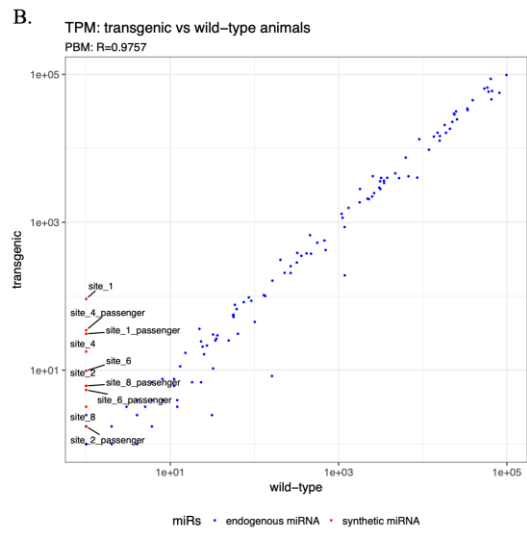 B.
TPM: transgenic vs wild-type animals
PBM: R=0.9757
1e+05
1e+03
1e+01
transgenic
site_1
site_4_passenger
site_1_passenger
site_4
site_6
site_2
site_8_passenger
site_6_passenger
site_8
site_2_passenger
1e+01 1e+03 1e+05
wild-type
miRs endogenous miRNA synthetic miRNA